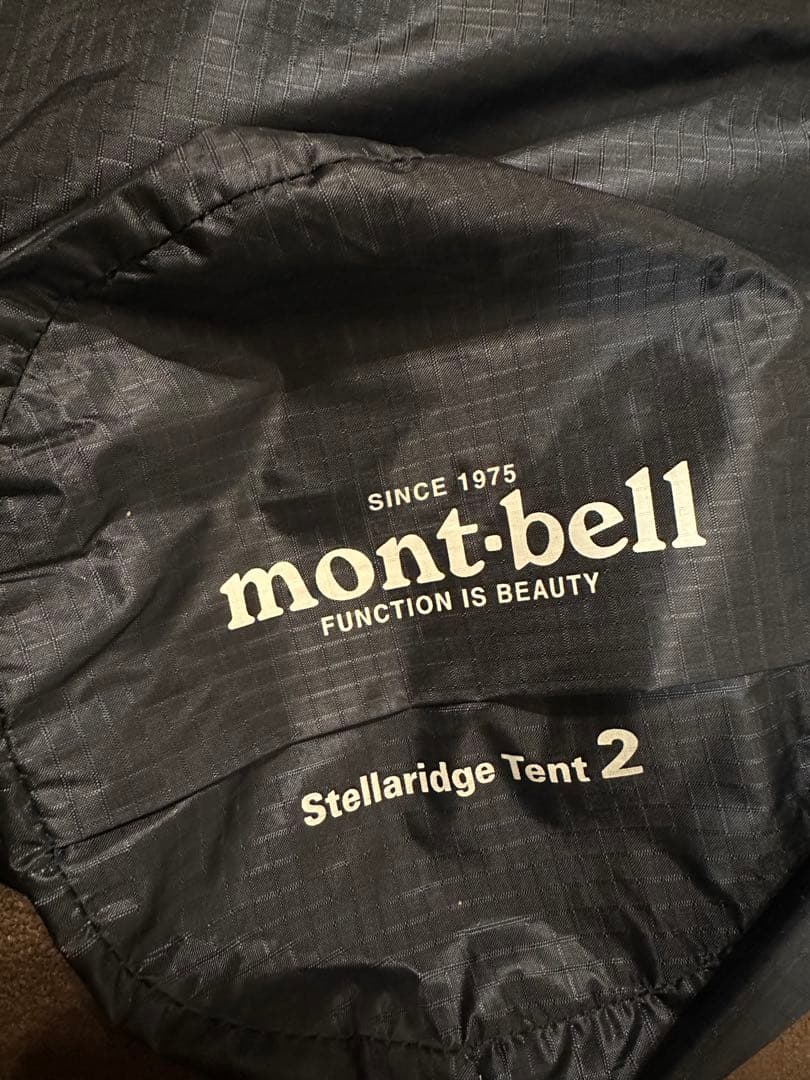 SINCE 1975
mont·bell
FUNCTION IS BEAUTY
Stellaridge Tent 2